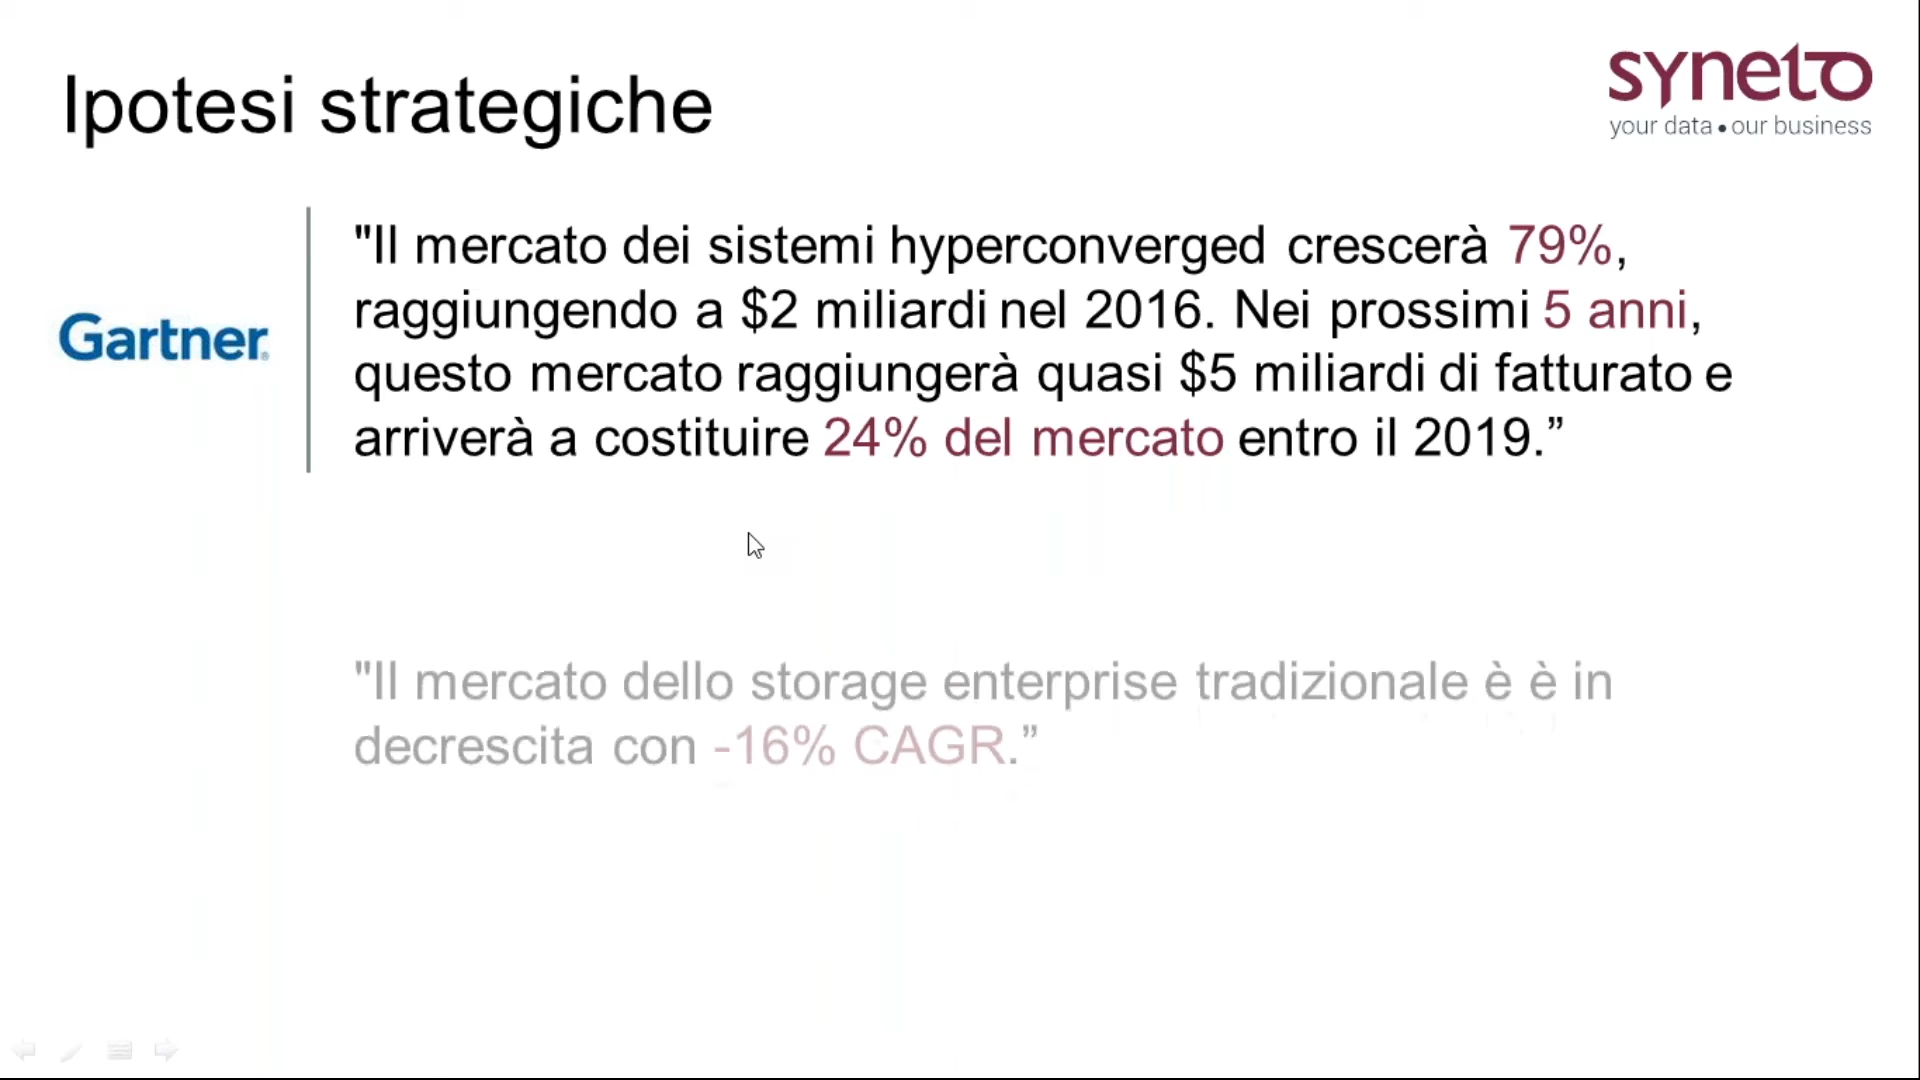 Ipotesi strategiche
syneto
your data • our business
"Il mercato dei sistemi hyperconverged crescerà 79%,
raggiungendo a $2 miliardi nel 2016. Nei prossimi 5 anni,
Gartner®
questo mercato raggiungerà quasi $5 miliardi di fatturato e
arriverà a costituire 24% del mercato entro il 2019.”
"Il mercato dello storage enterprise tradizionale è è in
decrescita con -16% CAGR.”